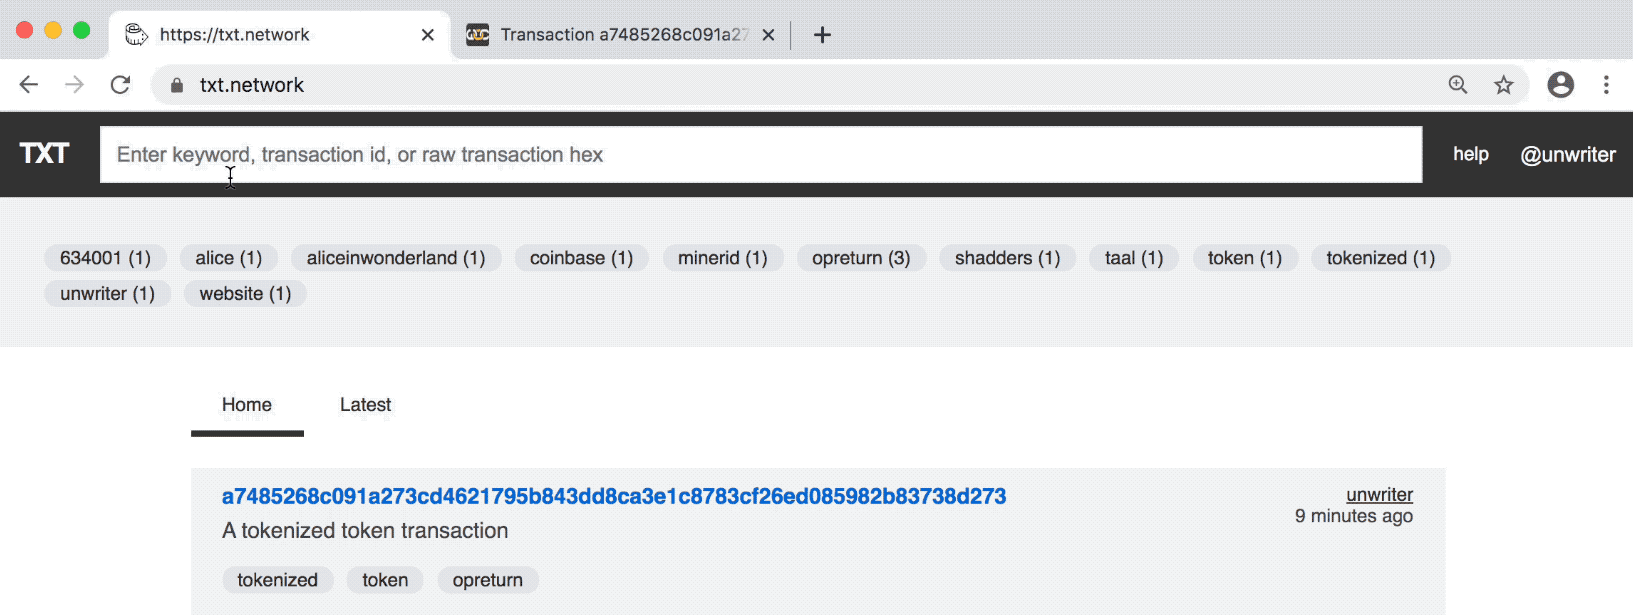 https://txt.network
Transaction a7485268c091a27
txt.network
TXT
Enter keyword, transaction id, or raw transaction hex
help
@unwriter
634001 (1) alice (1) aliceinwonderland (1) coinbase (1) minerid (1) opreturn (3) shadders (1) taal (1) token (1) tokenized (1)
unwriter (1) website (1)
Home Latest
a7485268c091a273cd4621795b843dd8ca3e1c8783cf26ed085982b83738d273
unwriter
9 minutes ago
A tokenized token transaction
tokenized token opreturn